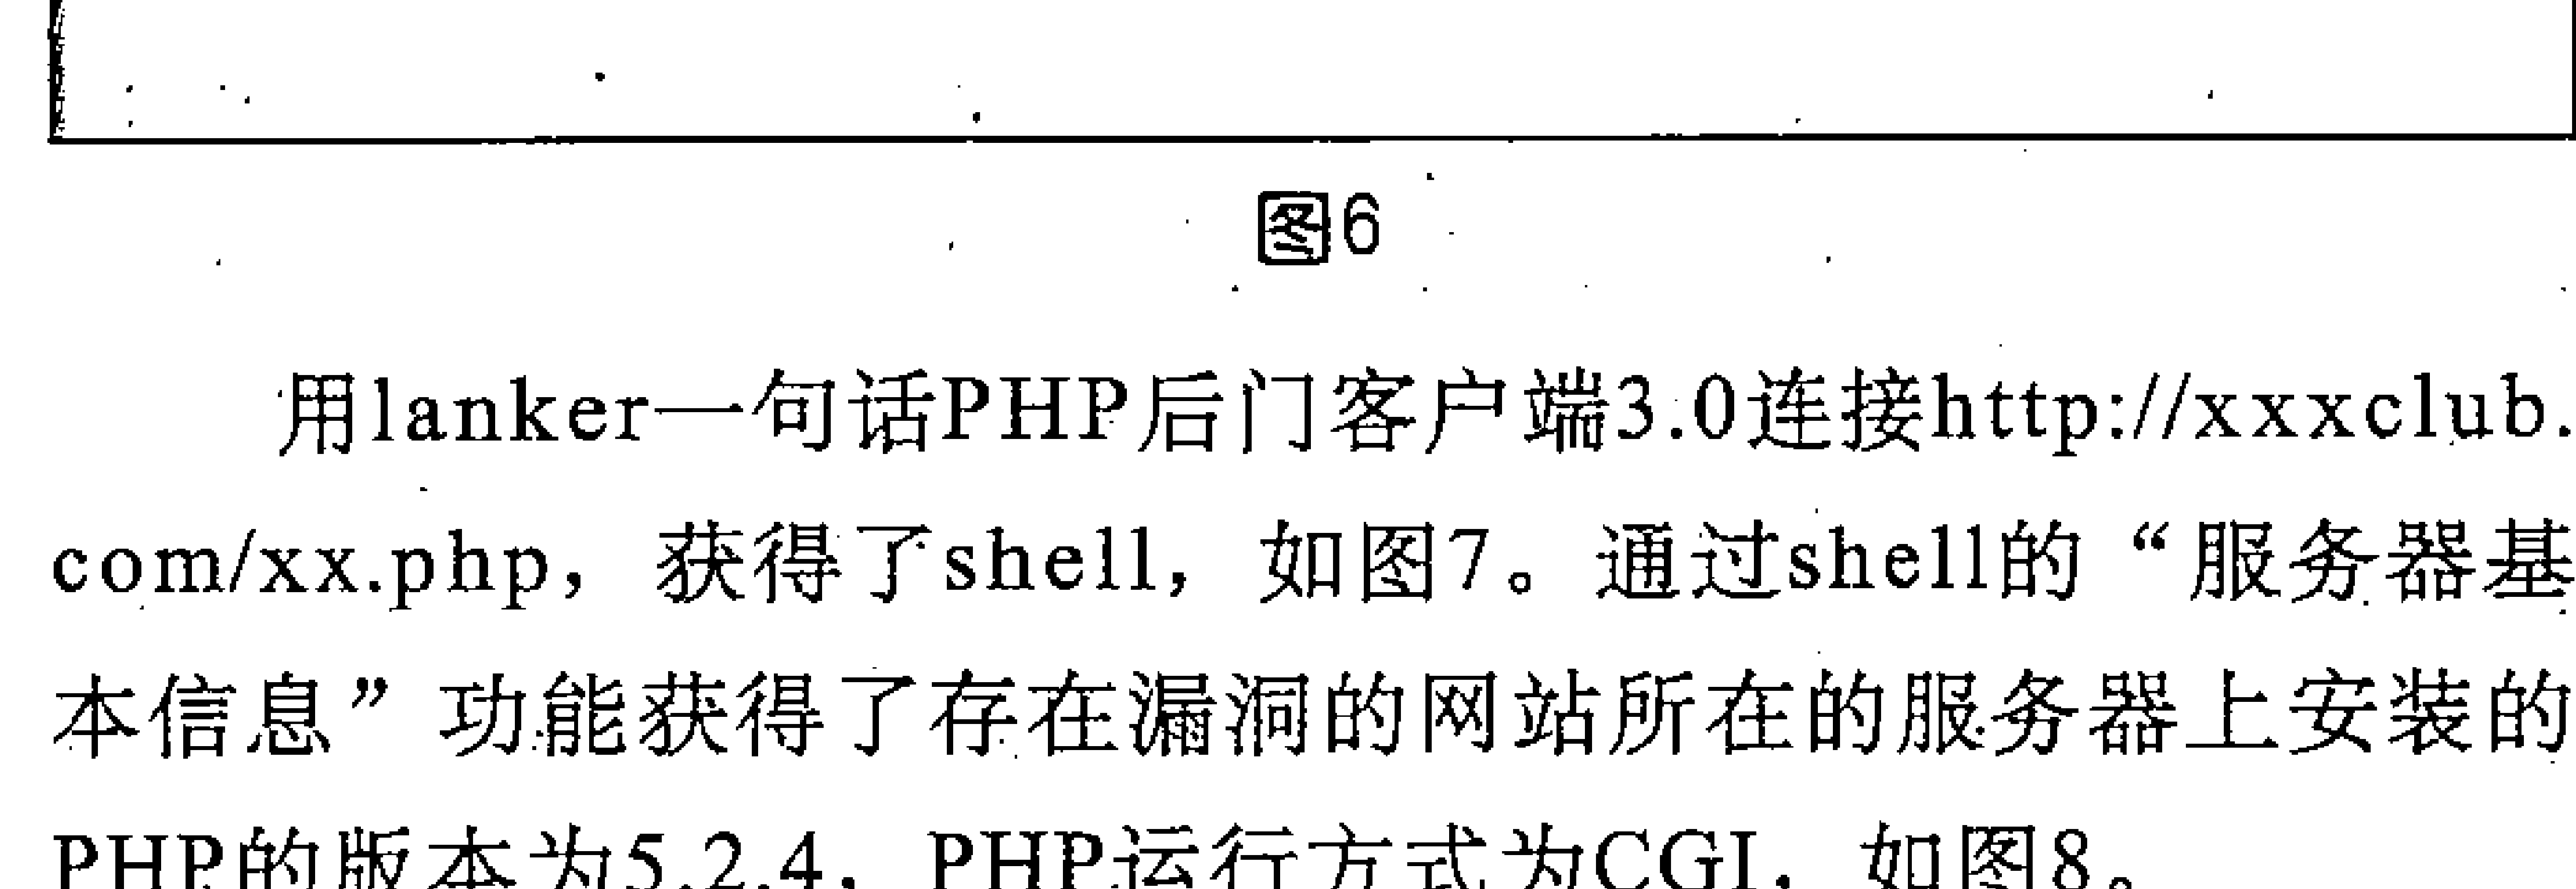 图6
用lanker一句话PHP后门客户端3.0连接http://xxxclub.
com/xx.php，获得了shell，如图7。通过shell的“服务器基
本信息”功能获得了存在漏洞的网站所在的服务器上安装的
PHP的版本为5.2.4，PHP运行方式为CGI，如图8。